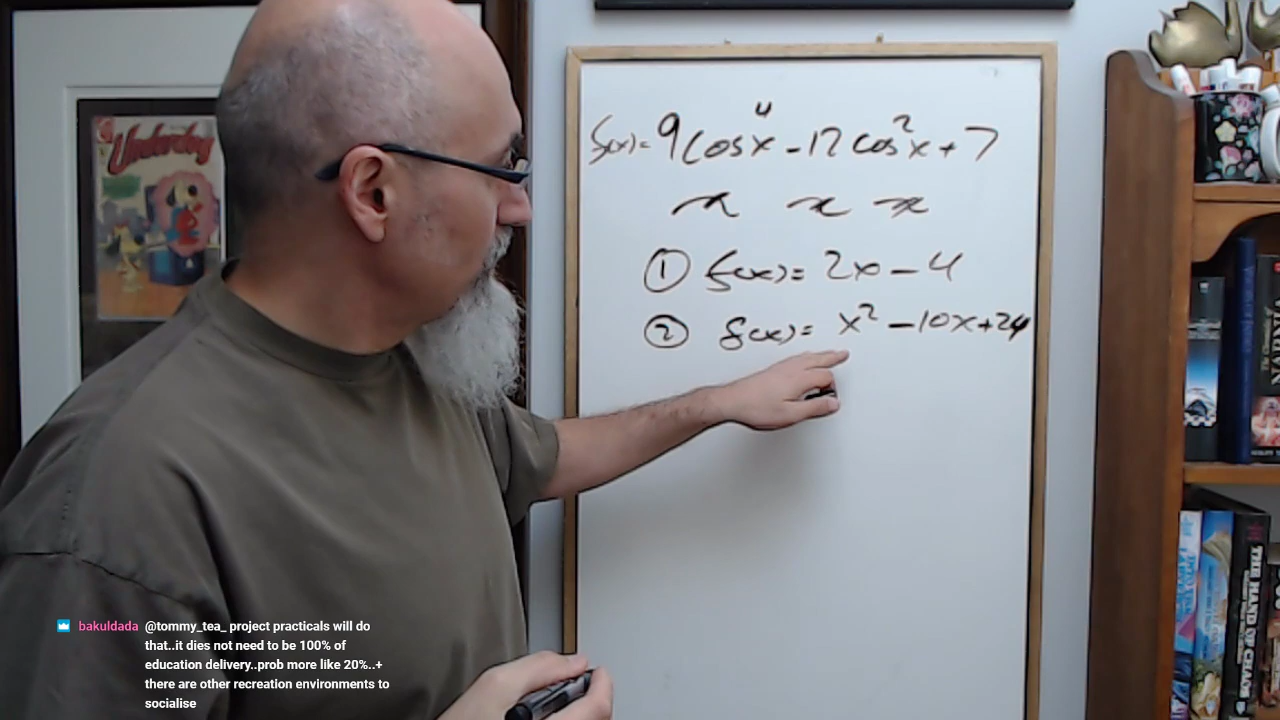 Underdog
f(x)= 9cos⁴x - 12cos²x + 7
x x x
① f(x)= 2x - 4
② f(x)= x² - 10x + 24
THE HAND OF CHAOS
bakuldada @tommy_tea_ project practicals will do
that..it dies not need to be 100% of
education delivery..prob more like 20%..+
there are other recreation environments to
socialise